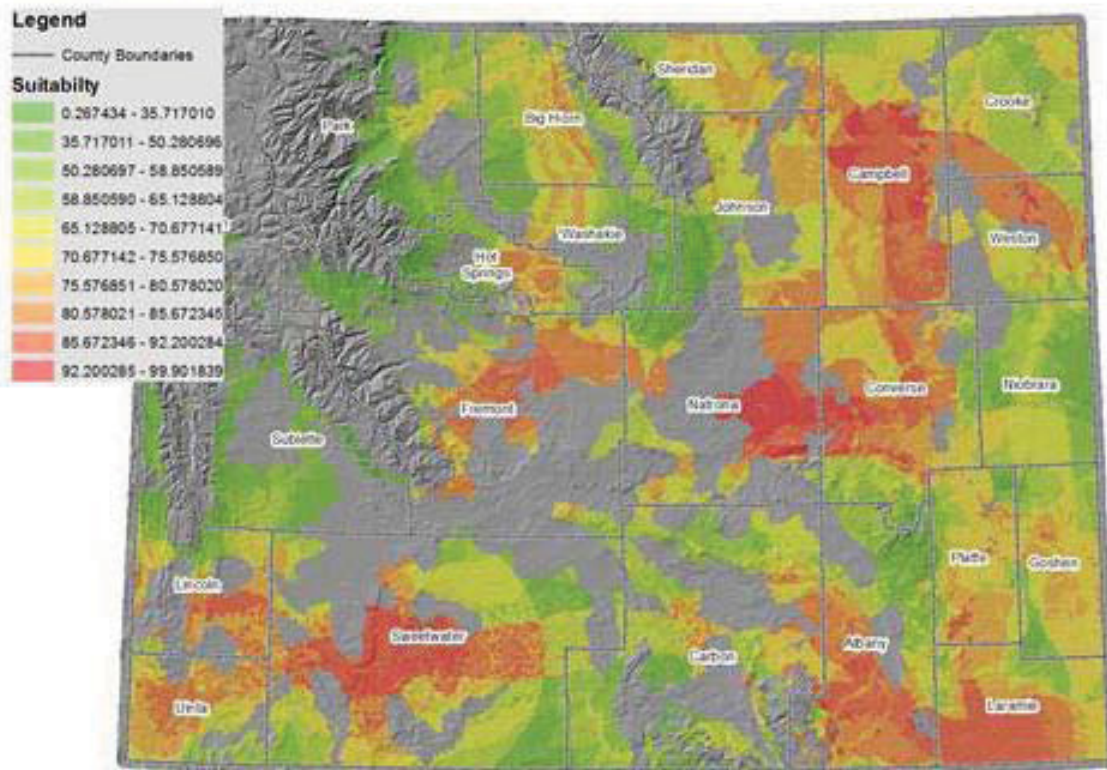 Legend
County Boundaries
Suitabilty
0.267434 - 35.717010
35.717011 - 50.280696
50.280697 - 58.850589
58.850590 - 65.128804
65.128805 - 70.677141
70.677142 - 75.576850
75.576851 - 80.578020
80.578021 - 85.672345
85.672346 - 92.200284
92.200285 - 99.901839
Sheridan
Crooke
Park
Big Horn
Campbell
Johnson
Washakie
Weston
Hot
Springs
Fremont
Natrona
Converse
Niobrara
Sublette
Lincoln
Platte
Goshen
Sweetwater
Carbon
Albany
Uinta
Laramie